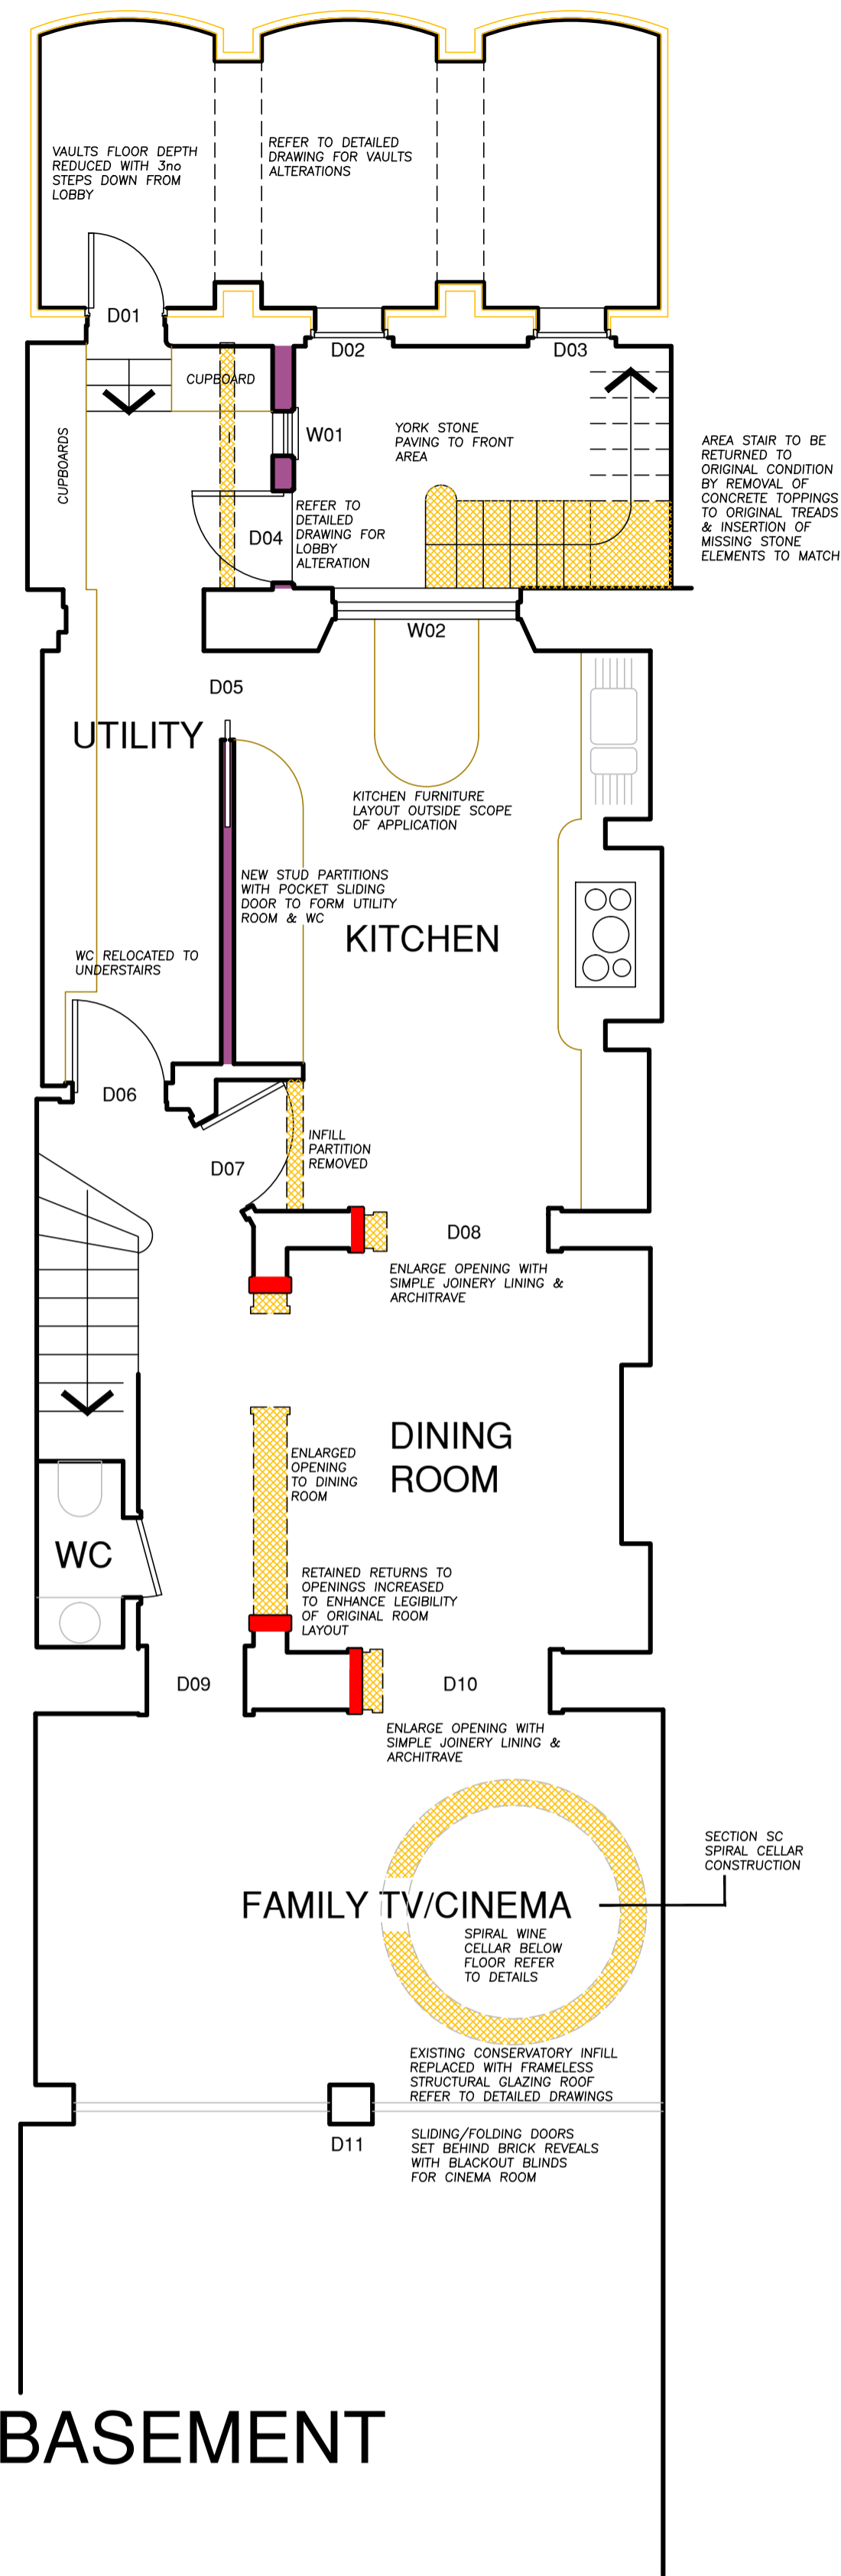 VAULTS FLOOR DEPTH
REDUCED WITH 3no
STEPS DOWN FROM
LOBBY
REFER TO DETAILED
DRAWING FOR VAULTS
ALTERATIONS
D01
D02
D03
CUPBOARD
CUPBOARDS
W01
YORK STONE
PAVING TO FRONT
AREA
AREA STAIR TO BE
RETURNED TO
ORIGINAL CONDITION
BY REMOVAL OF
CONCRETE TOPPINGS
TO ORIGINAL TREADS
& INSERTION OF
MISSING STONE
ELEMENTS TO MATCH
D04
REFER TO
DETAILED
DRAWING FOR
LOBBY
ALTERATION
W02
D05
UTILITY
KITCHEN FURNITURE
LAYOUT OUTSIDE SCOPE
OF APPLICATION
NEW STUD PARTITIONS
WITH POCKET SLIDING
DOOR TO FORM UTILITY
ROOM & WC
KITCHEN
WC RELOCATED TO
UNDERSTAIRS
D06
INFILL
PARTITION
REMOVED
D07
D08
ENLARGE OPENING WITH
SIMPLE JOINERY LINING &
ARCHITRAVE
DINING
ROOM
ENLARGED
OPENING
TO DINING
ROOM
WC
RETAINED RETURNS TO
OPENINGS INCREASED
TO ENHANCE LEGIBILITY
OF ORIGINAL ROOM
LAYOUT
D09
D10
ENLARGE OPENING WITH
SIMPLE JOINERY LINING &
ARCHITRAVE
SECTION SC
SPIRAL CELLAR
CONSTRUCTION
FAMILY TV/CINEMA
SPIRAL WINE
CELLAR BELOW
FLOOR REFER
TO DETAILS
EXISTING CONSERVATORY INFILL
REPLACED WITH FRAMELESS
STRUCTURAL GLAZING ROOF
REFER TO DETAILED DRAWINGS
D11
SLIDING/FOLDING DOORS
SET BEHIND BRICK REVEALS
WITH BLACKOUT BLINDS
FOR CINEMA ROOM
BASEMENT